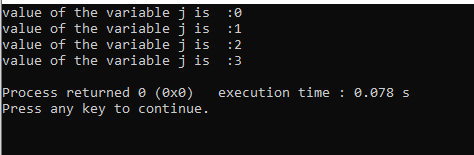 value of the variable j is  :0
value of the variable j is  :1
value of the variable j is  :2
value of the variable j is  :3
Process returned 0 (0x0)   execution time : 0.078 s
Press any key to continue.